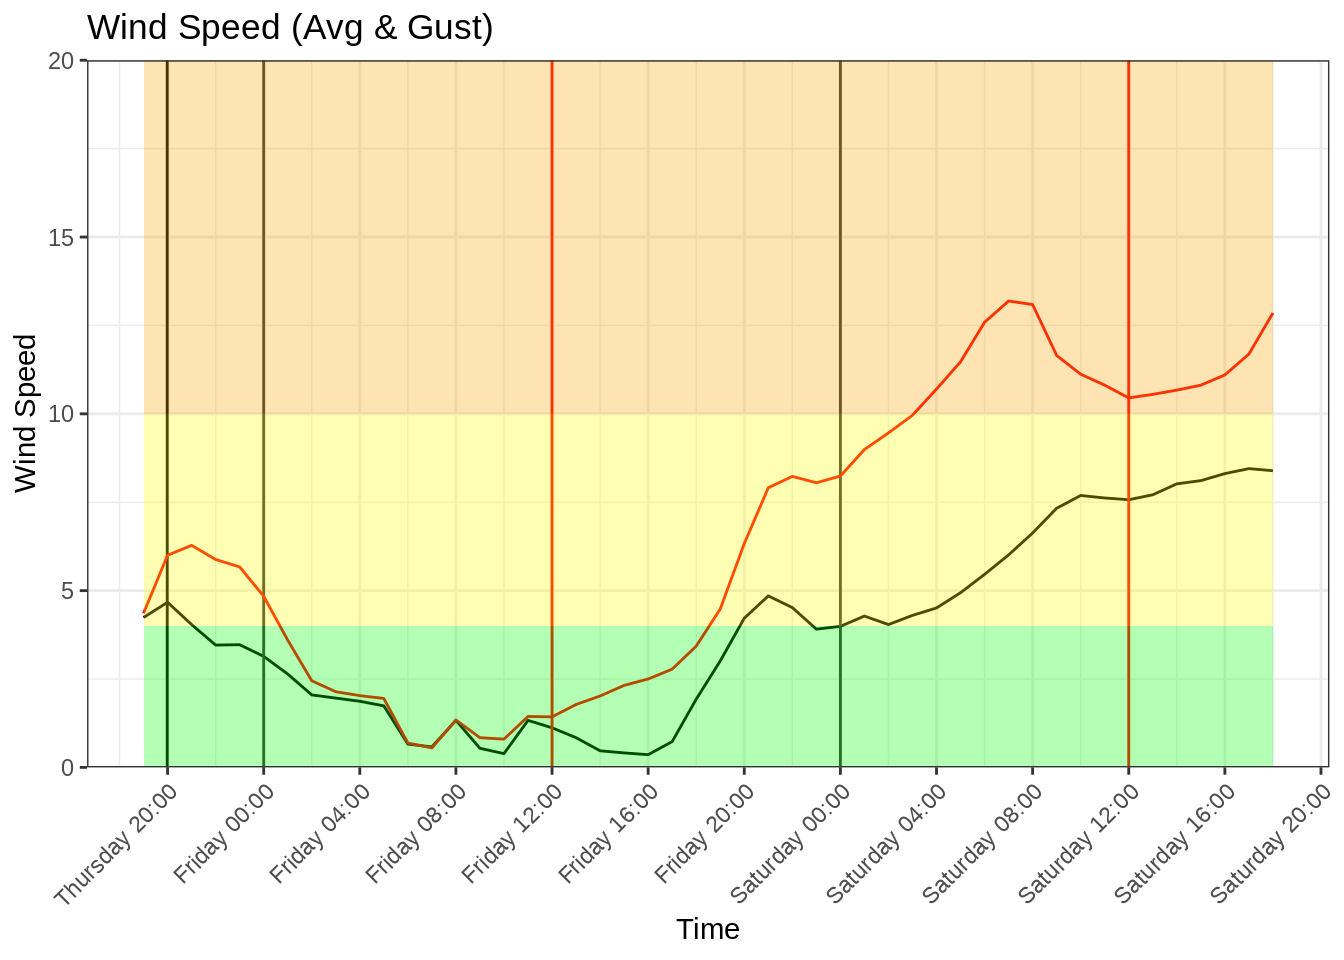 Wind Speed (Avg & Gust)
Wind Speed
20
15
10
5
0
Thursday 20:00
Friday 00:00
Friday 04:00
Friday 08:00
Friday 12:00
Friday 16:00
Friday 20:00
Saturday 00:00
Saturday 04:00
Saturday 08:00
Saturday 12:00
Saturday 16:00
Saturday 20:00
Time